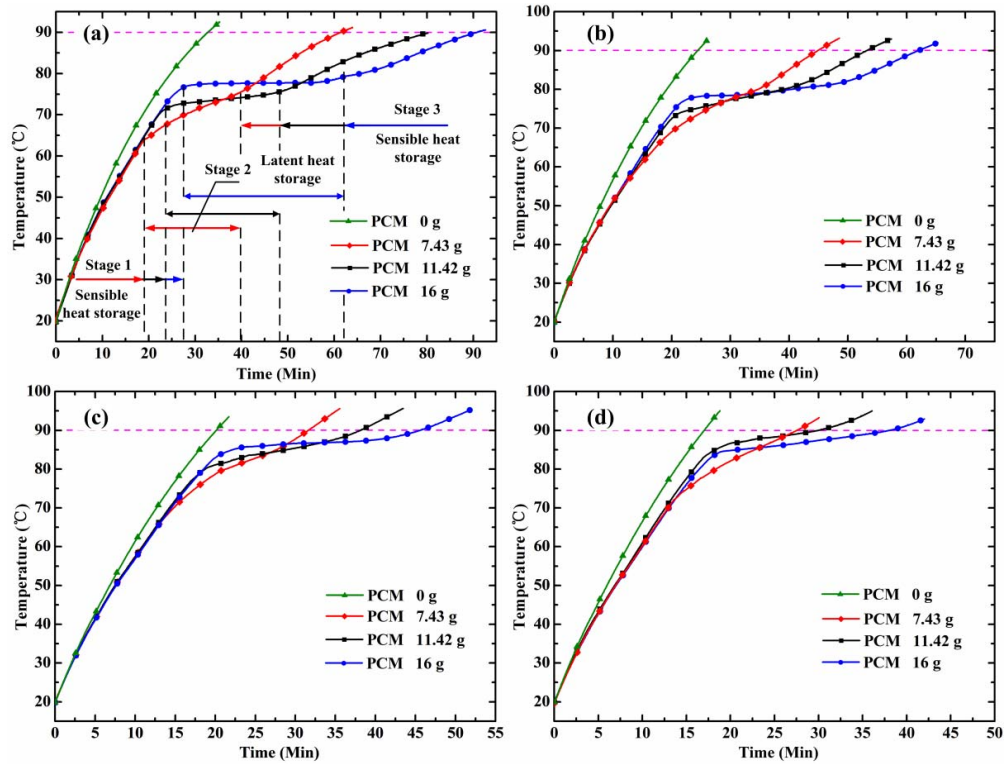 (a)
Temperature (℃)
90
80
70
60
50
40
30
20
Stage 3
Sensible heat
storage
Latent heat
storage
Stage 2
Stage 1
Sensible
heat storage
PCM 0 g
PCM 7.43 g
PCM 11.42 g
PCM 16 g
0 10 20 30 40 50 60 70 80 90
Time (Min)
(b)
Temperature (℃)
100
90
80
70
60
50
40
30
20
PCM 0 g
PCM 7.43 g
PCM 11.42 g
PCM 16 g
0 10 20 30 40 50 60 70
Time (Min)
(c)
Temperature (℃)
100
90
80
70
60
50
40
30
20
PCM 0 g
PCM 7.43 g
PCM 11.42 g
PCM 16 g
0 5 10 15 20 25 30 35 40 45 50 55
Time (Min)
(d)
Temperature (℃)
100
90
80
70
60
50
40
30
20
PCM 0 g
PCM 7.43 g
PCM 11.42 g
PCM 16 g
0 5 10 15 20 25 30 35 40 45 50
Time (Min)